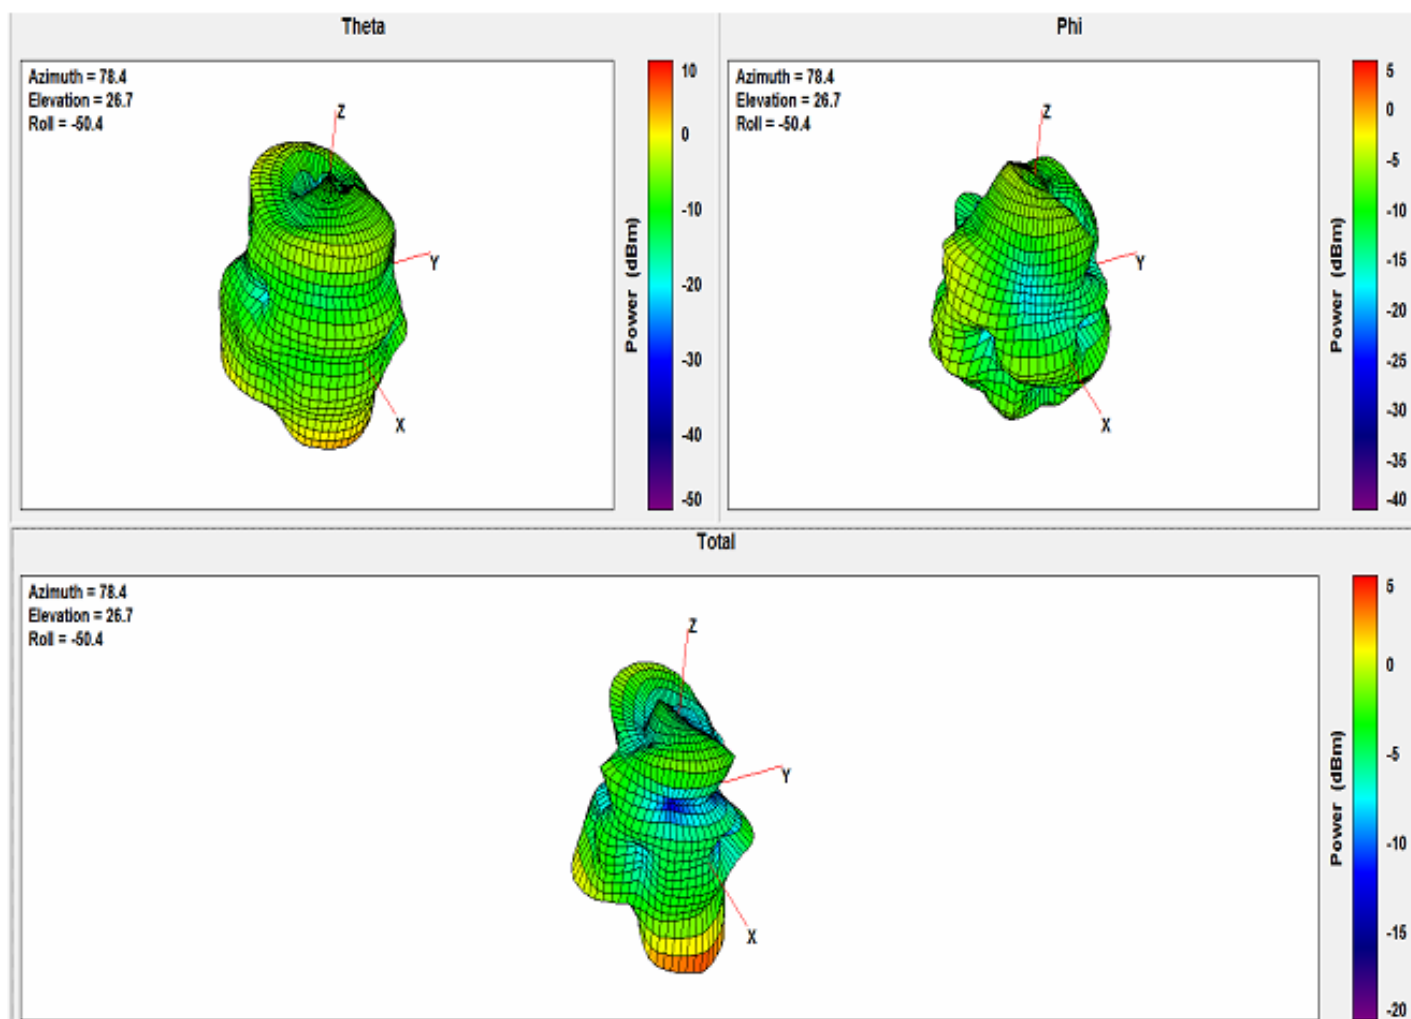 Theta
Azimuth = 78.4
Elevation = 26.7
Roll = -50.4
Z
Y
X
10
0
-10
-20
-30
-40
-50
Power (dBm)
Phi
Azimuth = 78.4
Elevation = 26.7
Roll = -50.4
Z
Y
X
5
0
-5
-10
-15
-20
-25
-30
-35
-40
Power (dBm)
Total
Azimuth = 78.4
Elevation = 26.7
Roll = -50.4
Z
Y
X
5
0
-5
-10
-15
-20
Power (dBm)